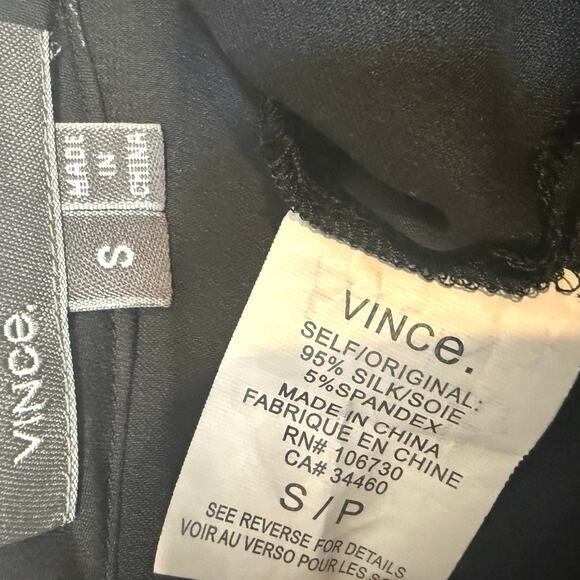 VINCe.
MADE
IN
CHINA
S
VINCe.
SELF/ORIGINAL:
95% SILK/SOIE
5%SPANDEX
MADE IN CHINA
FABRIQUE EN CHINE
RN# 106730
CA# 34460
S / P
SEE REVERSE FOR DETAILS
VOIR AU VERSO POUR LES